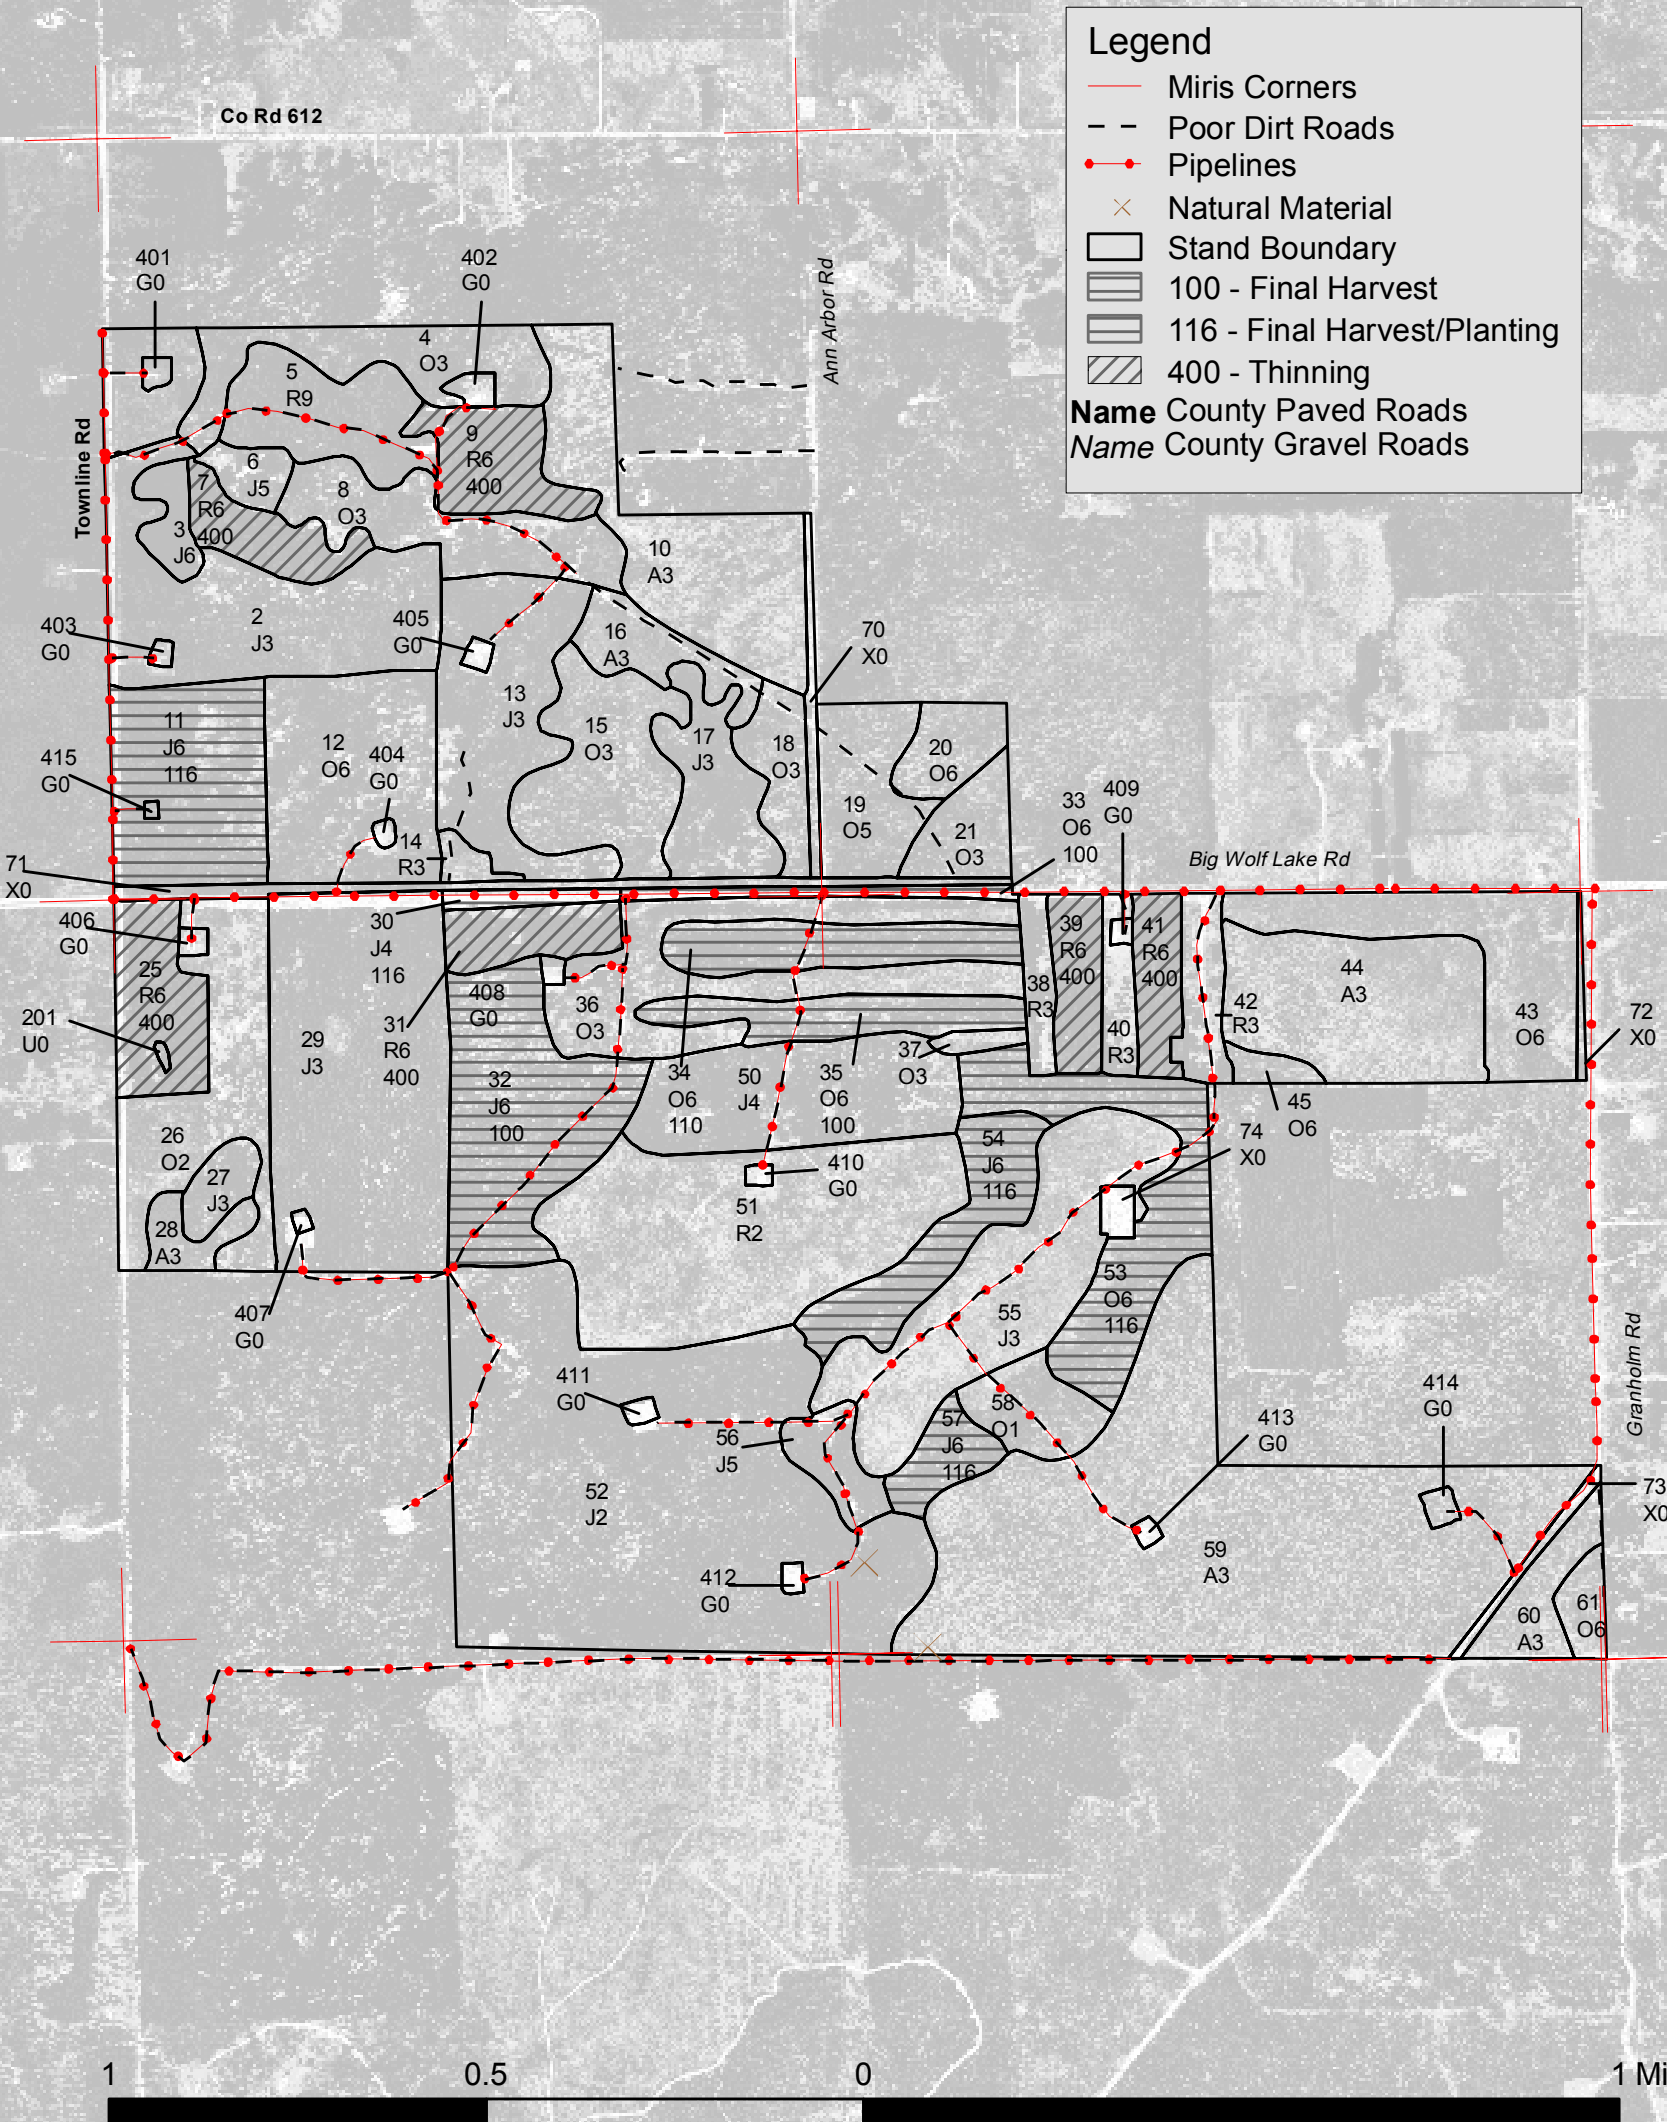 Legend
Miris Corners
Poor Dirt Roads
Pipelines
Natural Material
Stand Boundary
100 - Final Harvest
116 - Final Harvest/Planting
400 - Thinning
Name County Paved Roads
Name County Gravel Roads
Co Rd 612
Ann Arbor Rd
Townline Rd
401
G0
402
G0
4
O3
5
R9
9
R6
400
6
J5
7
R6
400
8
O3
3
J6
10
A3
2
J3
403
G0
405
G0
16
A3
70
X0
13
J3
11
J6
116
12
O6
404
G0
15
O3
17
J3
18
O3
20
O6
415
G0
19
O5
21
O3
33
O6
100
409
G0
14
R3
Big Wolf Lake Rd
71
X0
406
G0
30
J4
116
39
R6
400
41
R6
400
25
R6
400
408
G0
36
O3
38
R3
44
A3
42
R3
43
O6
72
X0
201
U0
29
J3
31
R6
400
40
R3
37
O3
32
J6
100
34
O6
110
50
J4
35
O6
100
45
O6
26
O2
27
J3
28
A3
54
J6
116
74
X0
410
G0
51
R2
407
G0
53
O6
116
55
J3
Granholm Rd
411
G0
414
G0
413
G0
58
O1
57
J6
116
56
J5
52
J2
73
X0
59
A3
412
G0
60
A3
61
O6
1
0.5
0
1 Mi